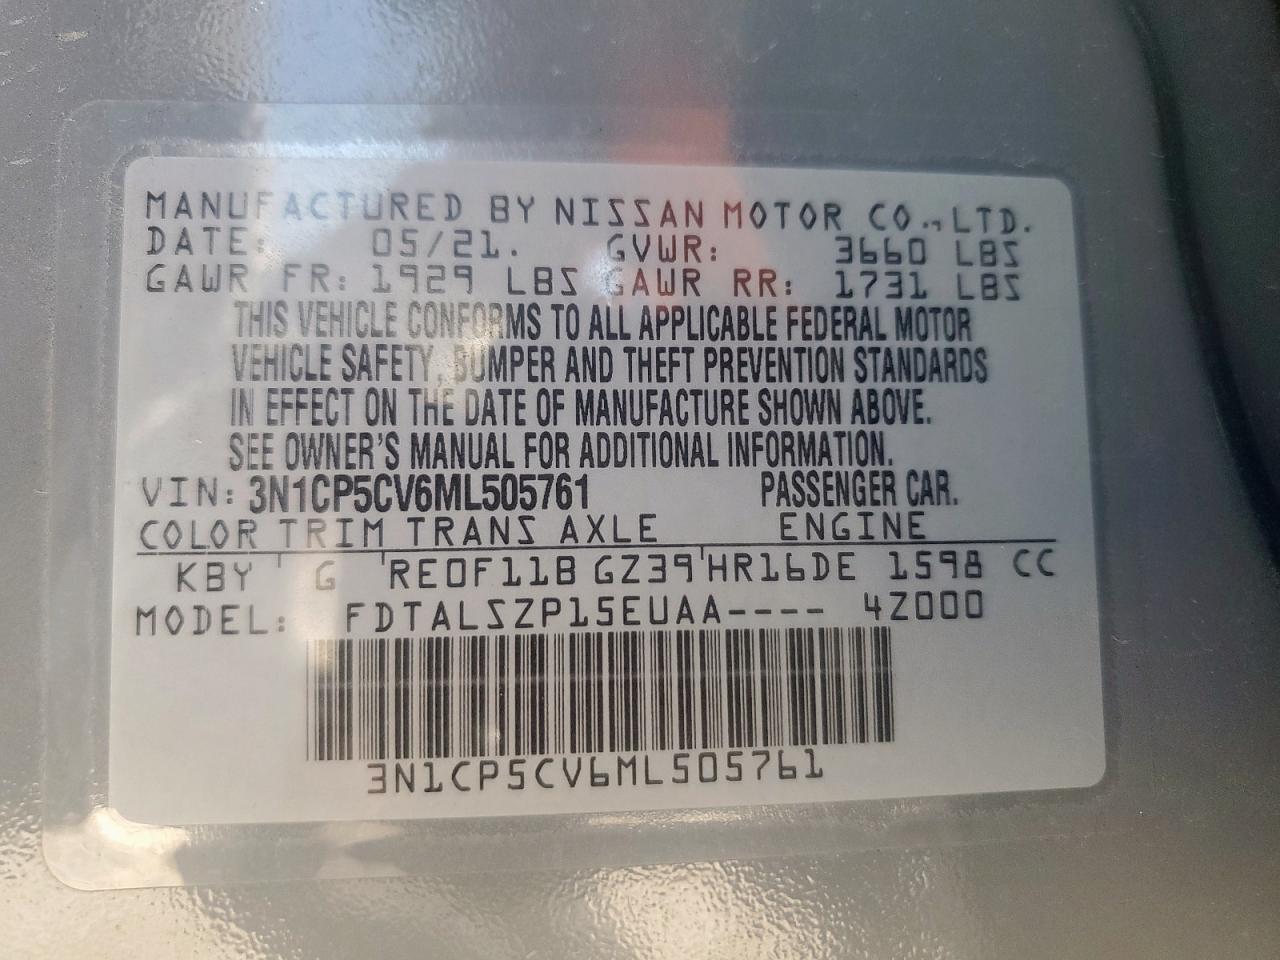 MANUFACTURED BY NISSAN MOTOR CO., LTD.
DATE: 05/21. GVWR: 3660 LBS
GAWR FR: 1929 LBS GAWR RR: 1731 LBS
THIS VEHICLE CONFORMS TO ALL APPLICABLE FEDERAL MOTOR
VEHICLE SAFETY, BUMPER AND THEFT PREVENTION STANDARDS
IN EFFECT ON THE DATE OF MANUFACTURE SHOWN ABOVE.
SEE OWNER'S MANUAL FOR ADDITIONAL INFORMATION.
VIN: 3N1CP5CV6ML505761 PASSENGER CAR.
COLOR TRIM TRANS AXLE ENGINE
KBY G RE0F11B GZ39 HR16DE 1598 CC
MODEL: FDTALSZP15EUAA---- 4Z000
3N1CP5CV6ML505761